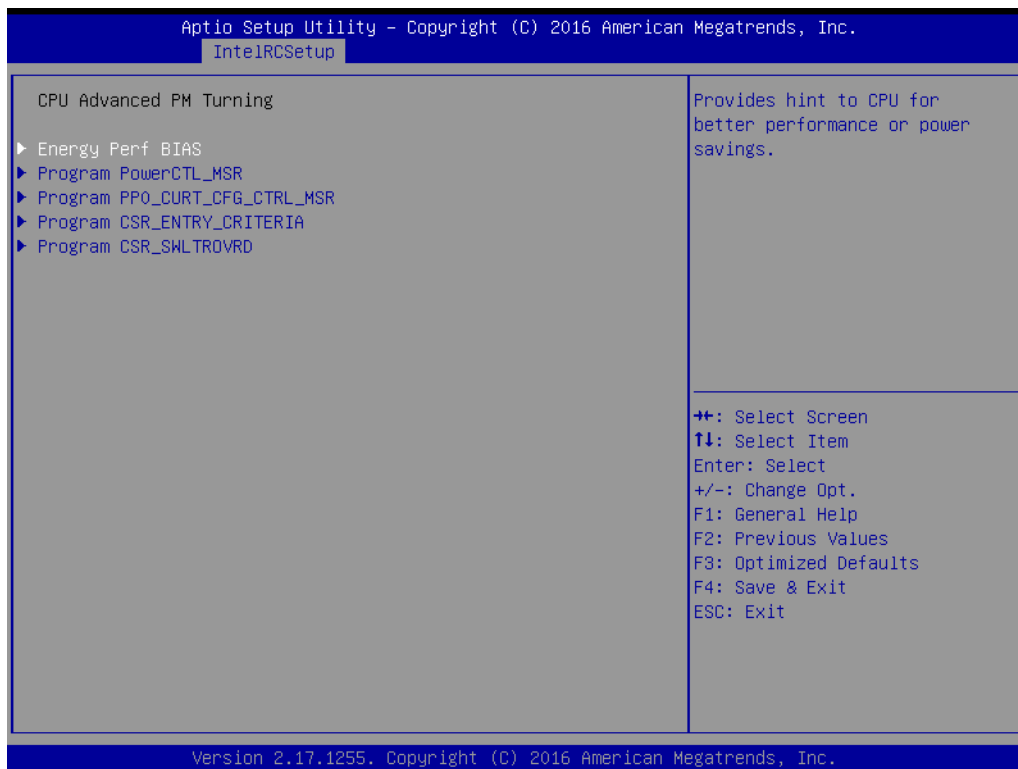 Aptio Setup Utility – Copyright (C) 2016 American Megatrends, Inc.
IntelRCSetup
CPU Advanced PM Turning
Energy Perf BIAS
Program PowerCTL_MSR
Program PPO_CURT_CFG_CTRL_MSR
Program CSR_ENTRY_CRITERIA
Program CSR_SWLTROVRD
Provides hint to CPU for
better performance or power
savings.
→←: Select Screen
↑↓: Select Item
Enter: Select
+/-: Change Opt.
F1: General Help
F2: Previous Values
F3: Optimized Defaults
F4: Save & Exit
ESC: Exit
Version 2.17.1255. Copyright (C) 2016 American Megatrends, Inc.